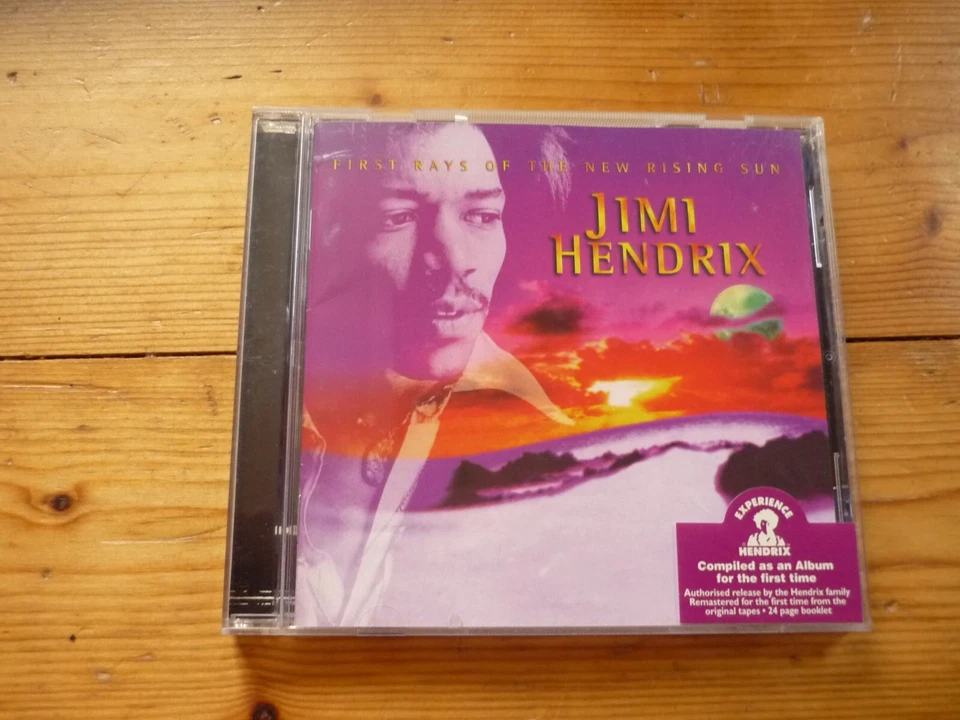 FIRST RAYS OF THE NEW RISING SUN
JIMI
HENDRIX
EXPERIENCE
HENDRIX
Compiled as an Album
for the first time
Authorised release by the Hendrix family
Remastered for the first time from the
original tapes • 24 page booklet